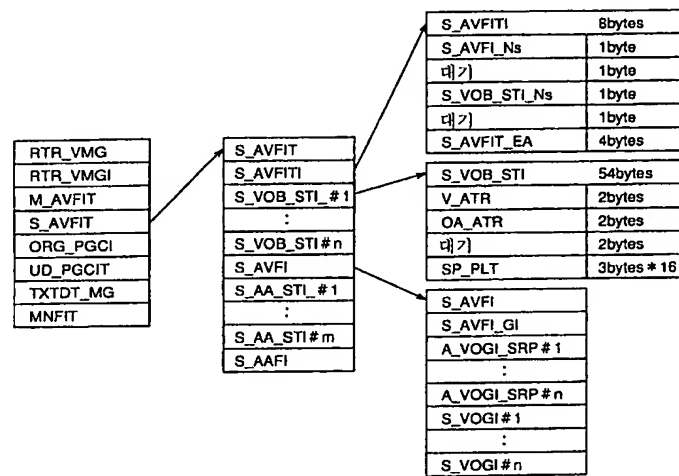 RTR_VMG
RTR_VMGI
M_AVFIT
S_AVFIT
ORG_PGCI
UD_PGCIT
TXTDT_MG
MNFIT
S_AVFIT
S_AVFITI
S_VOB_STI_#1
:
S_VOB_STI#n
S_AVFI
S_AA_STI_#1
:
S_AA_STI#m
S_AAFI
S_AVFITI 8bytes
S_AVFI_Ns 1byte
대기 1byte
S_VOB_STI_Ns 1byte
대기 1byte
S_AVFIT_EA 4bytes
S_VOB_STI 54bytes
V_ATR 2bytes
OA_ATR 2bytes
대기 2bytes
SP_PLT 3bytes*16
S_AVFI
S_AVFI_GI
A_VOGI_SRP#1
:
A_VOGI_SRP#n
S_VOGI#1
:
S_VOGI#n